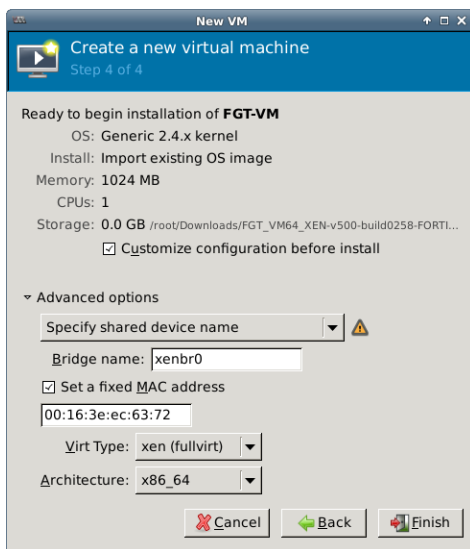 New VM
Create a new virtual machine
Step 4 of 4
Ready to begin installation of FGT-VM
OS: Generic 2.4.x kernel
Install: Import existing OS image
Memory: 1024 MB
CPUs: 1
Storage: 0.0 GB /root/Downloads/FGT_VM64_XEN-v500-build0258-FORTI...
Customize configuration before install
Advanced options
Specify shared device name
Bridge name: xenbr0
Set a fixed MAC address
00:16:3e:ec:63:72
Virt Type: xen (fullvirt)
Architecture: x86_64
Cancel Back Finish